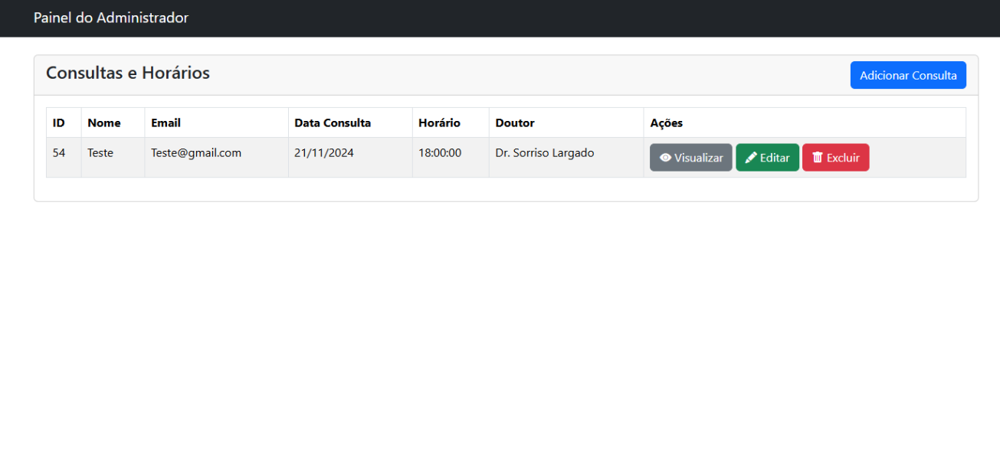 Painel do Administrador
Consultas e Horários
Adicionar Consulta
ID Nome Email Data Consulta Horário Doutor Ações
54 Teste Teste@gmail.com 21/11/2024 18:00:00 Dr. Sorriso Largado Visualizar Editar Excluir